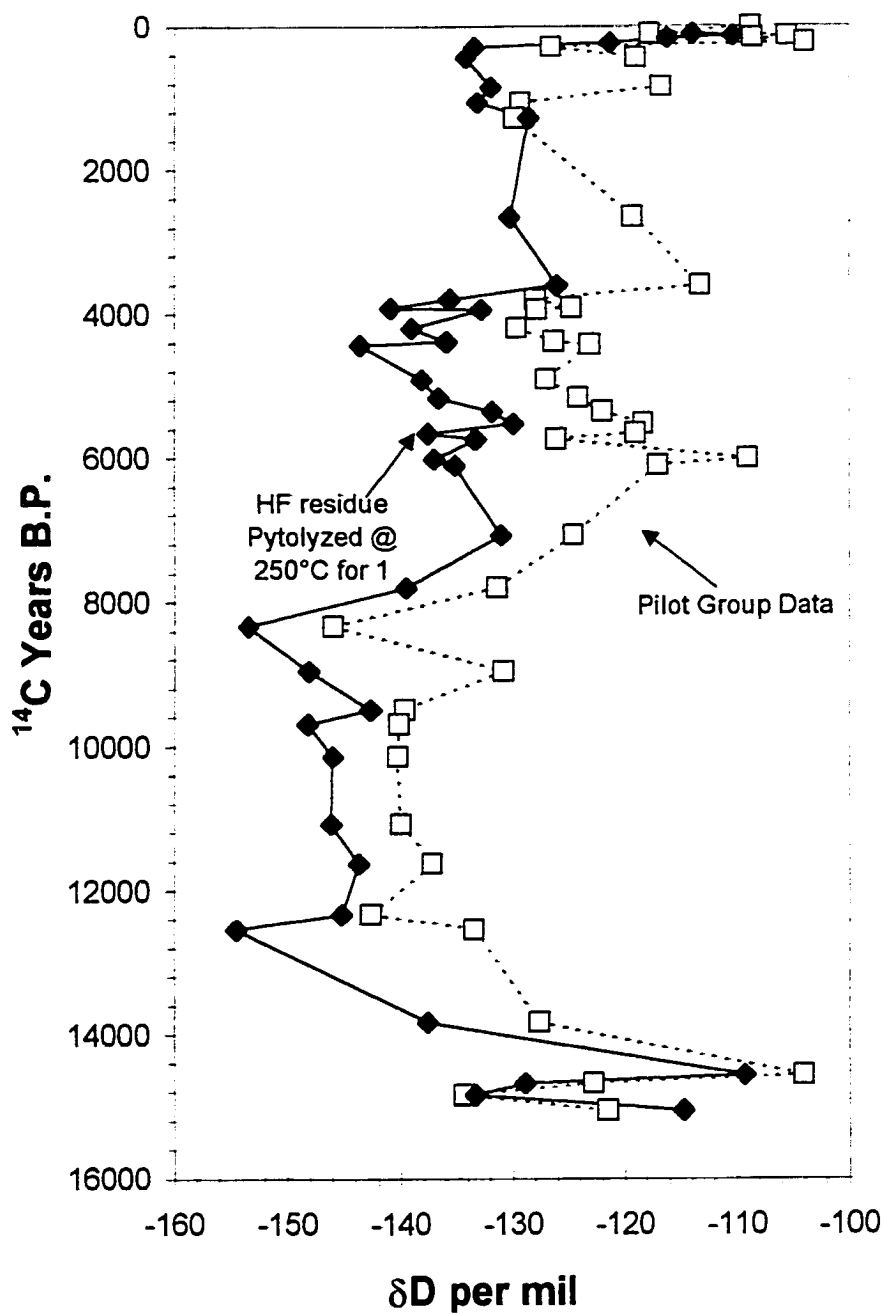 0
2000
4000
6000
8000
10000
12000
14000
16000
¹⁴C Years B.P.
HF residue
Pytolyzed @
250°C for 1
Pilot Group Data
-160 -150 -140 -130 -120 -110 -100
δD per mil